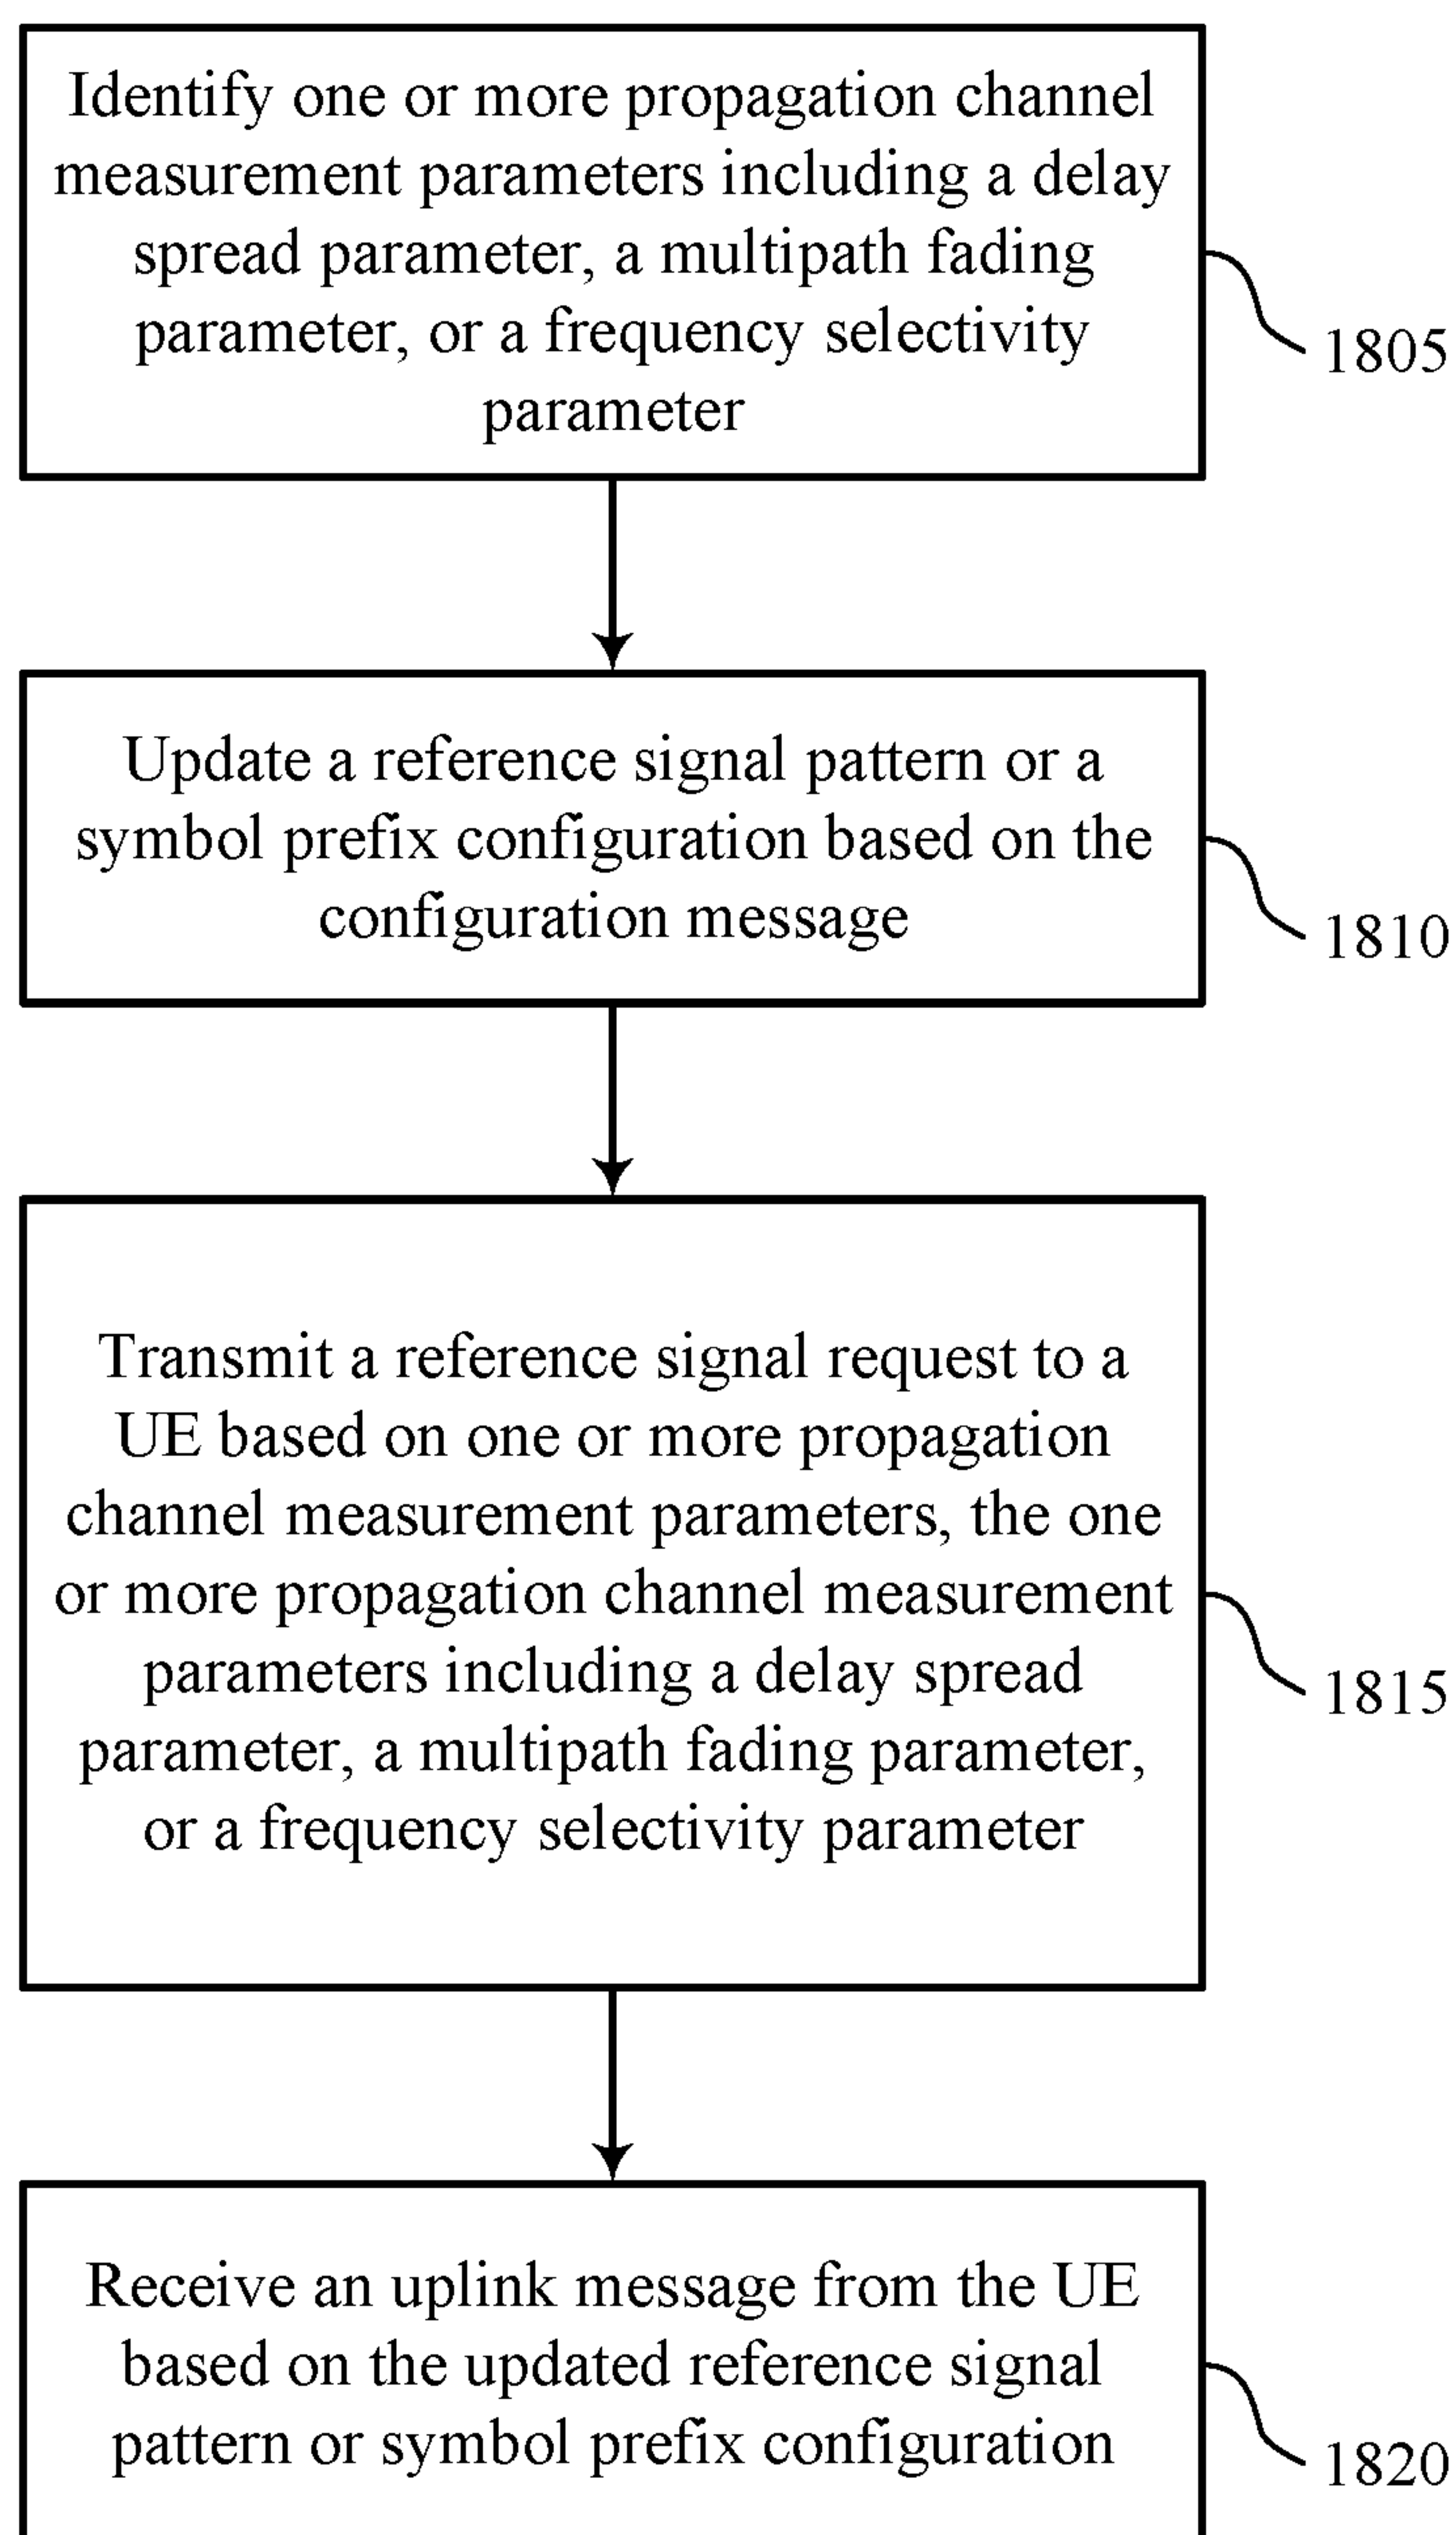 Identify one or more propagation channel
measurement parameters including a delay
spread parameter, a multipath fading
parameter, or a frequency selectivity
parameter
1805
Update a reference signal pattern or a
symbol prefix configuration based on the
configuration message
1810
Transmit a reference signal request to a
UE based on one or more propagation
channel measurement parameters, the one
or more propagation channel measurement
parameters including a delay spread
parameter, a multipath fading parameter,
or a frequency selectivity parameter
1815
Receive an uplink message from the UE
based on the updated reference signal
pattern or symbol prefix configuration
1820